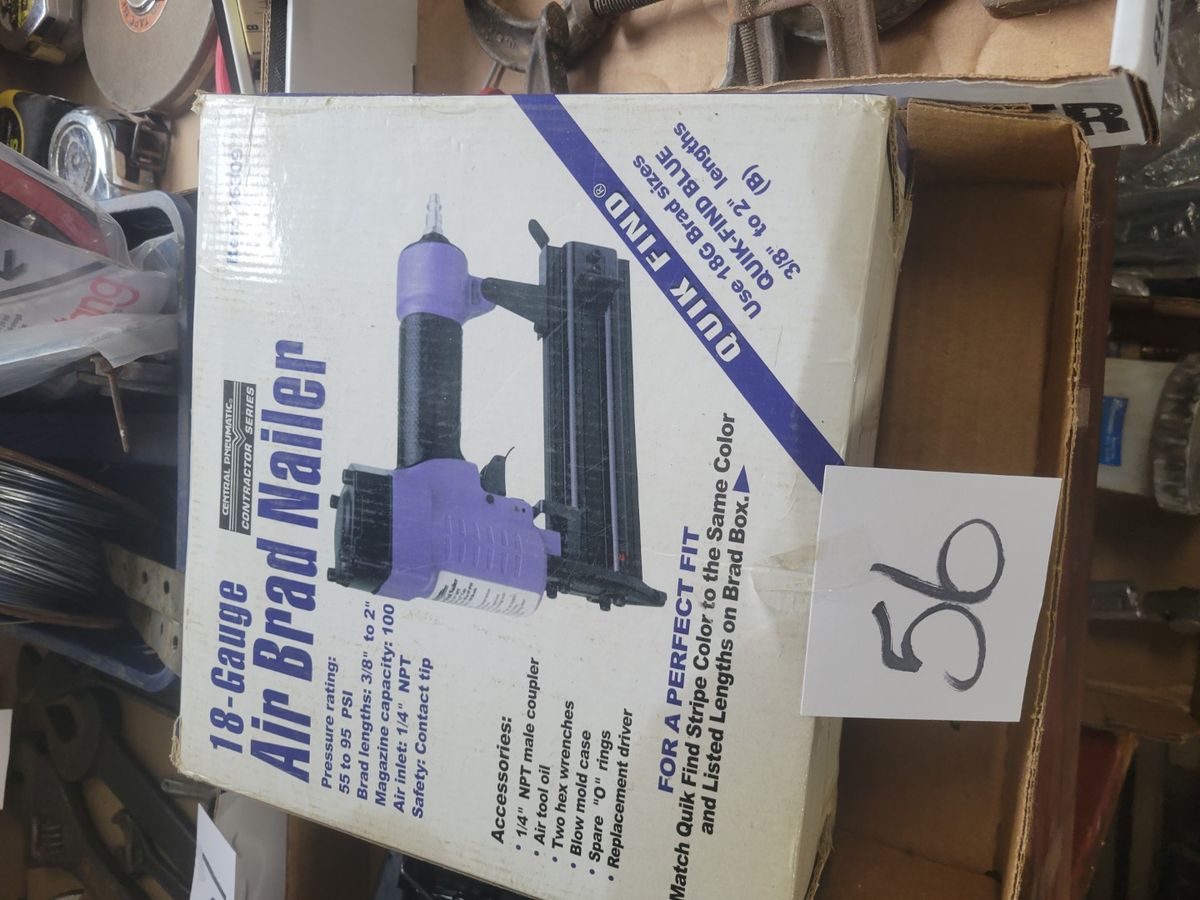 CENTRAL PNEUMATIC®
CONTRACTOR SERIES
18-Gauge
Air Brad Nailer
Pressure rating:
55 to 95 PSI
Brad lengths: 3/8" to 2"
Magazine capacity: 100
Air inlet: 1/4" NPT
Safety: Contact tip
Accessories:
• 1/4" NPT male coupler
• Air tool oil
• Two hex wrenches
• Blow mold case
• Spare "O" rings
• Replacement driver
QUIK FIND®
Use 18G Brad sizes
QUIK-FIND BLUE
(B)
3/8" to 2" lengths
FOR A PERFECT FIT
Match Quik Find Stripe Color to the Same Color
and Listed Lengths on Brad Box.
56